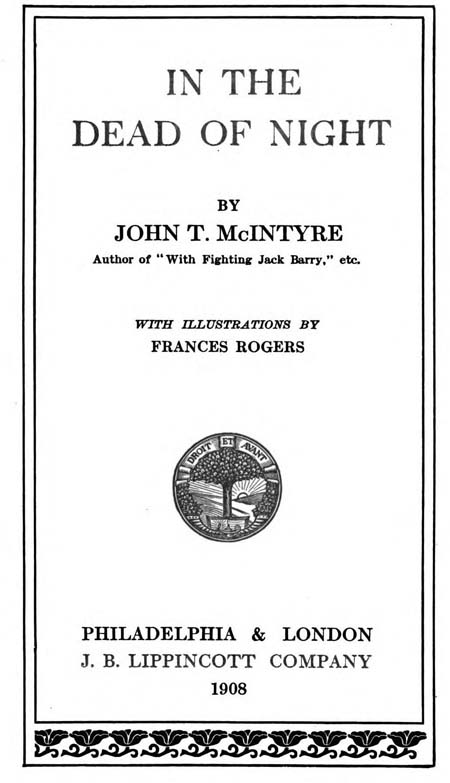 IN THE
DEAD OF NIGHT
BY
JOHN T. McINTYRE
Author of "With Fighting Jack Barry," etc.
WITH ILLUSTRATIONS BY
FRANCES ROGERS
DROIT ET AVANT
PHILADELPHIA & LONDON
J. B. LIPPINCOTT COMPANY
1908